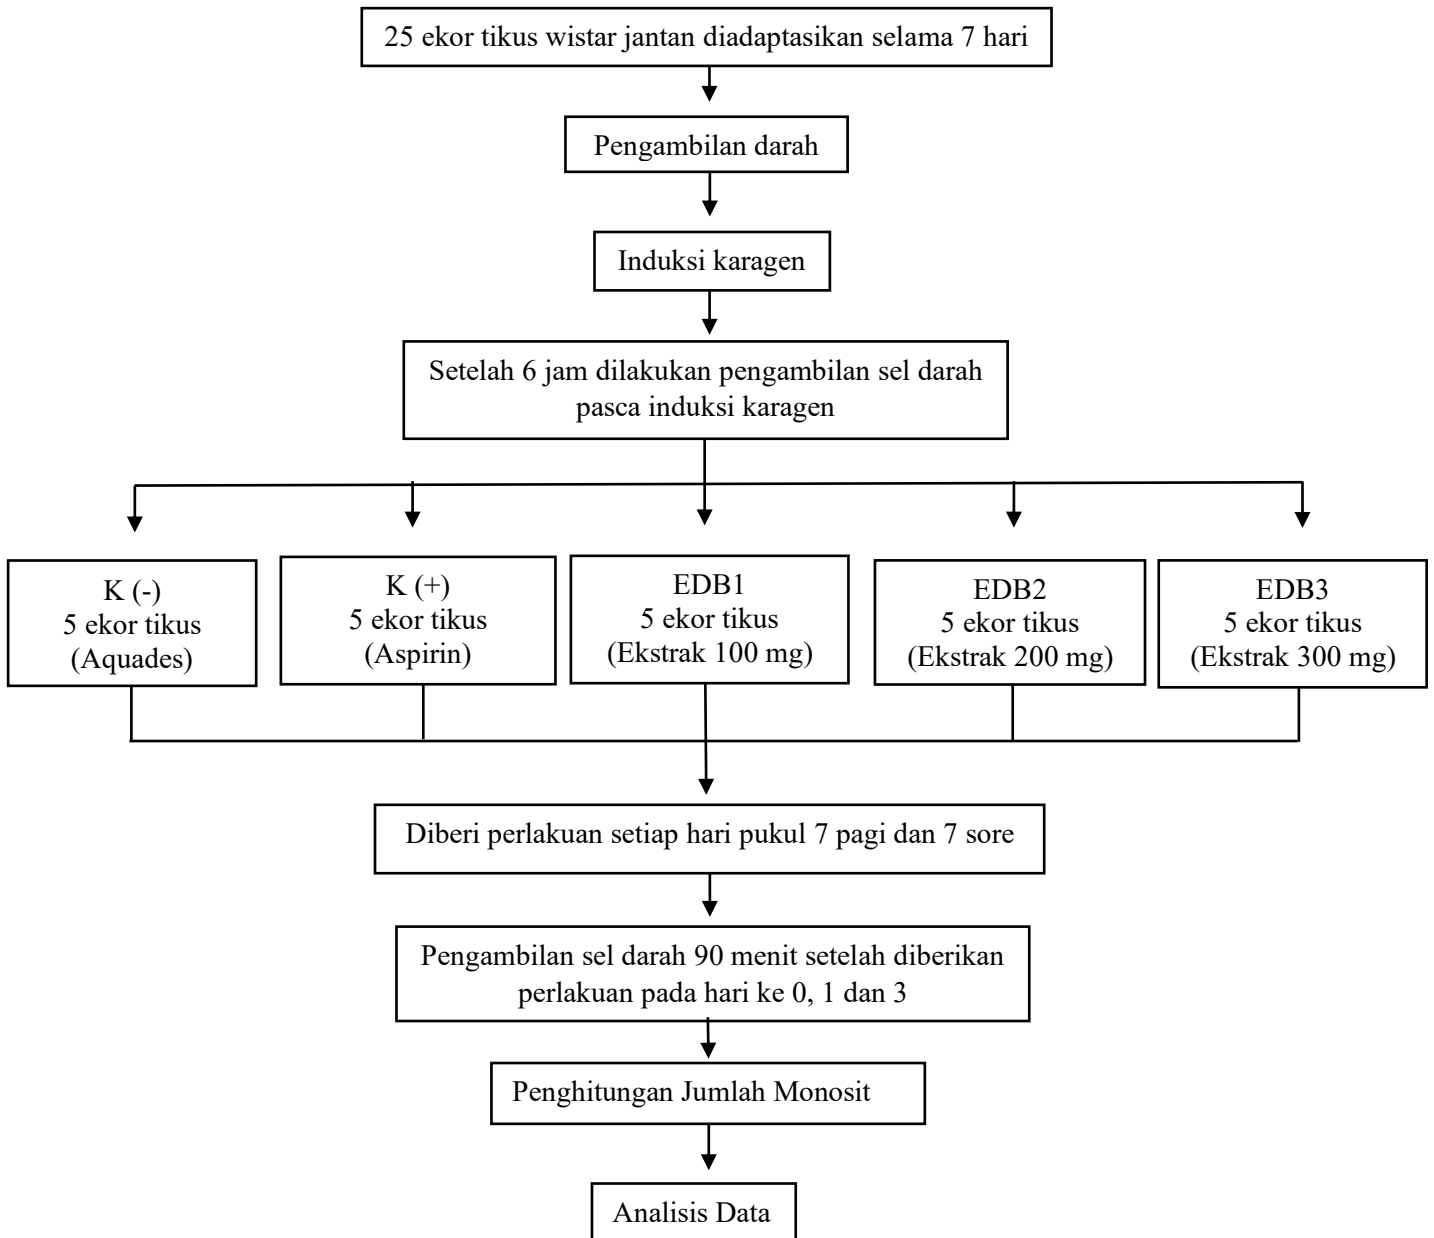 25 ekor tikus wistar jantan diadaptasikan selama 7 hari
Pengambilan darah
Induksi karagen
Setelah 6 jam dilakukan pengambilan sel darah
pasca induksi karagen
K (-)
5 ekor tikus
(Aquades)
K (+)
5 ekor tikus
(Aspirin)
EDB1
5 ekor tikus
(Ekstrak 100 mg)
EDB2
5 ekor tikus
(Ekstrak 200 mg)
EDB3
5 ekor tikus
(Ekstrak 300 mg)
Diberi perlakuan setiap hari pukul 7 pagi dan 7 sore
Pengambilan sel darah 90 menit setelah diberikan
perlakuan pada hari ke 0, 1 dan 3
Penghitungan Jumlah Monosit
Analisis Data